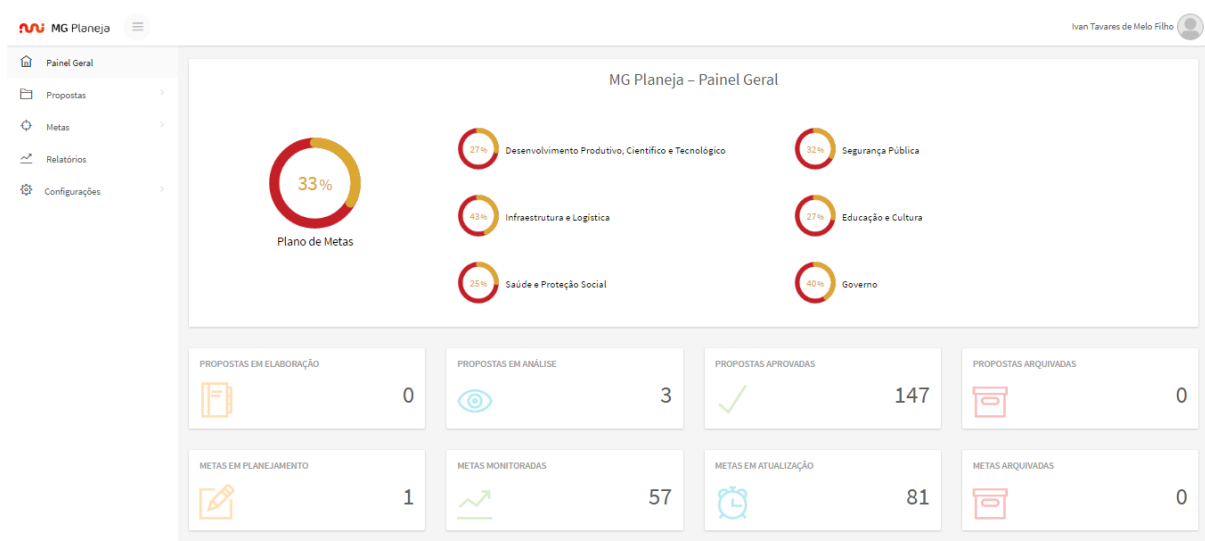 MG Planeja
Ivan Tavares de Melo Filho
Painel Geral
Propostas
Metas
Relatórios
Configurações
MG Planeja – Painel Geral
33%
Plano de Metas
27%
Desenvolvimento Produtivo, Científico e Tecnológico
32%
Segurança Pública
43%
Infraestrutura e Logística
27%
Educação e Cultura
25%
Saúde e Proteção Social
40%
Governo
PROPOSTAS EM ELABORAÇÃO
0
PROPOSTAS EM ANÁLISE
3
PROPOSTAS APROVADAS
147
PROPOSTAS ARQUIVADAS
0
METAS EM PLANEJAMENTO
1
METAS MONITORADAS
57
METAS EM ATUALIZAÇÃO
81
METAS ARQUIVADAS
0